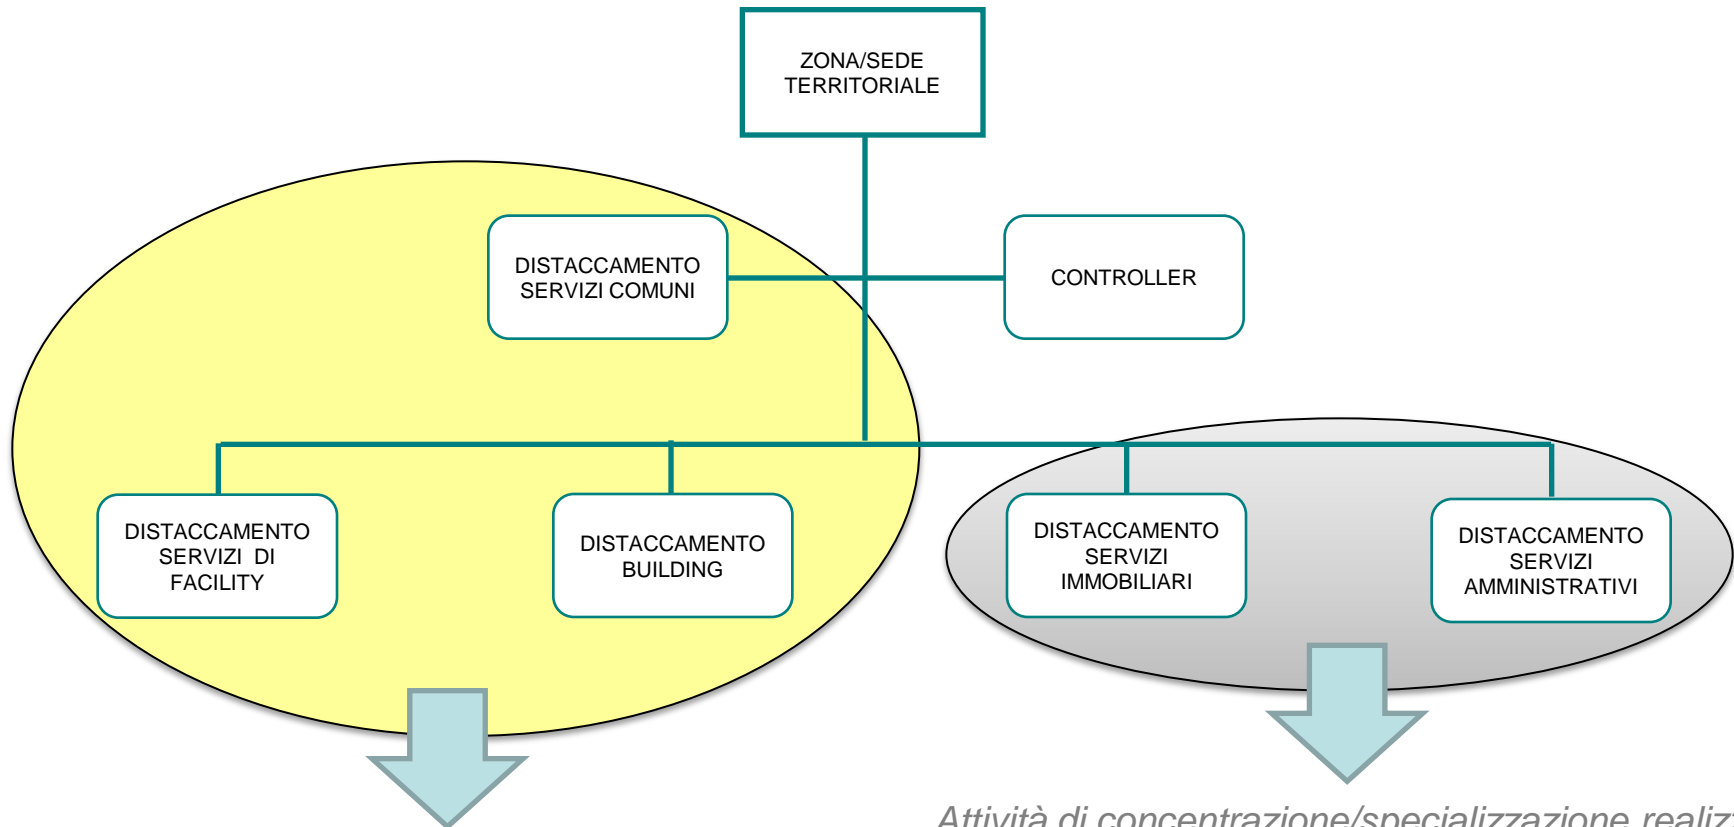 ZONA/SEDE
TERRITORIALE
DISTACCAMENTO
SERVIZI COMUNI
CONTROLLER
DISTACCAMENTO
SERVIZI DI
FACILITY
DISTACCAMENTO
BUILDING
DISTACCAMENTO
SERVIZI
IMMOBILIARI
DISTACCAMENTO
SERVIZI
AMMINISTRATIVI
Attività di concentrazione/specializzazione